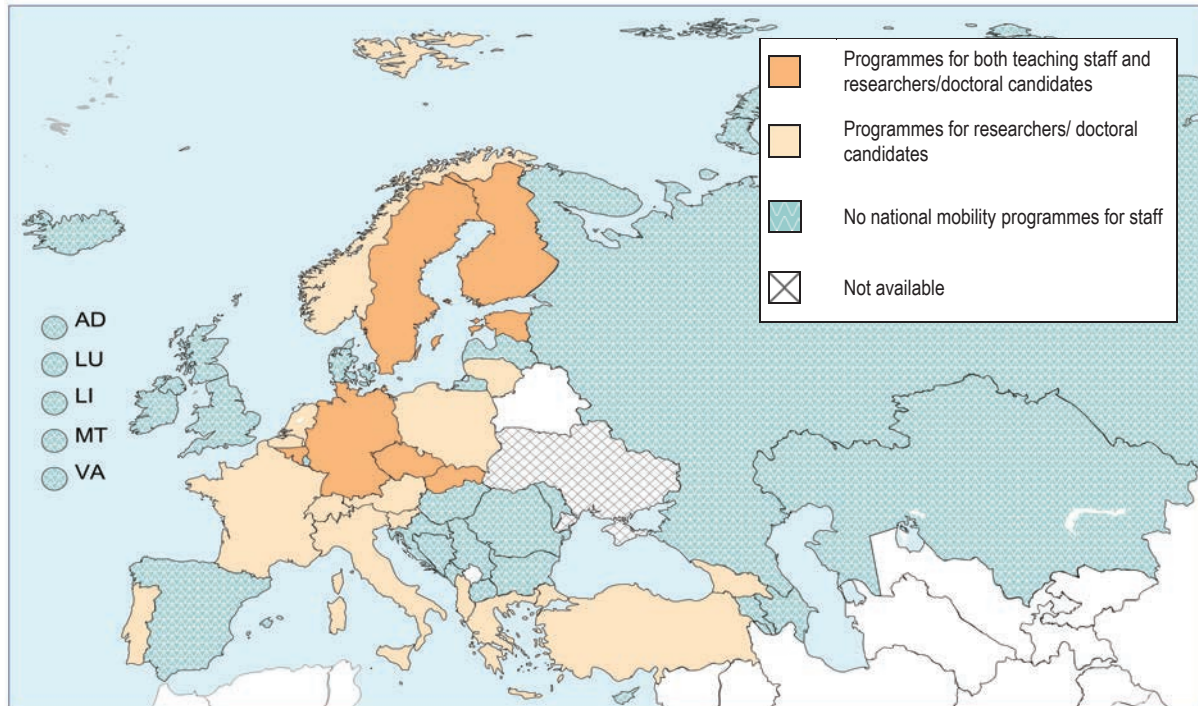 Programmes for both teaching staff and
researchers/doctoral candidates
Programmes for researchers/ doctoral
candidates
No national mobility programmes for staff
Not available
AD
LU
LI
MT
VA